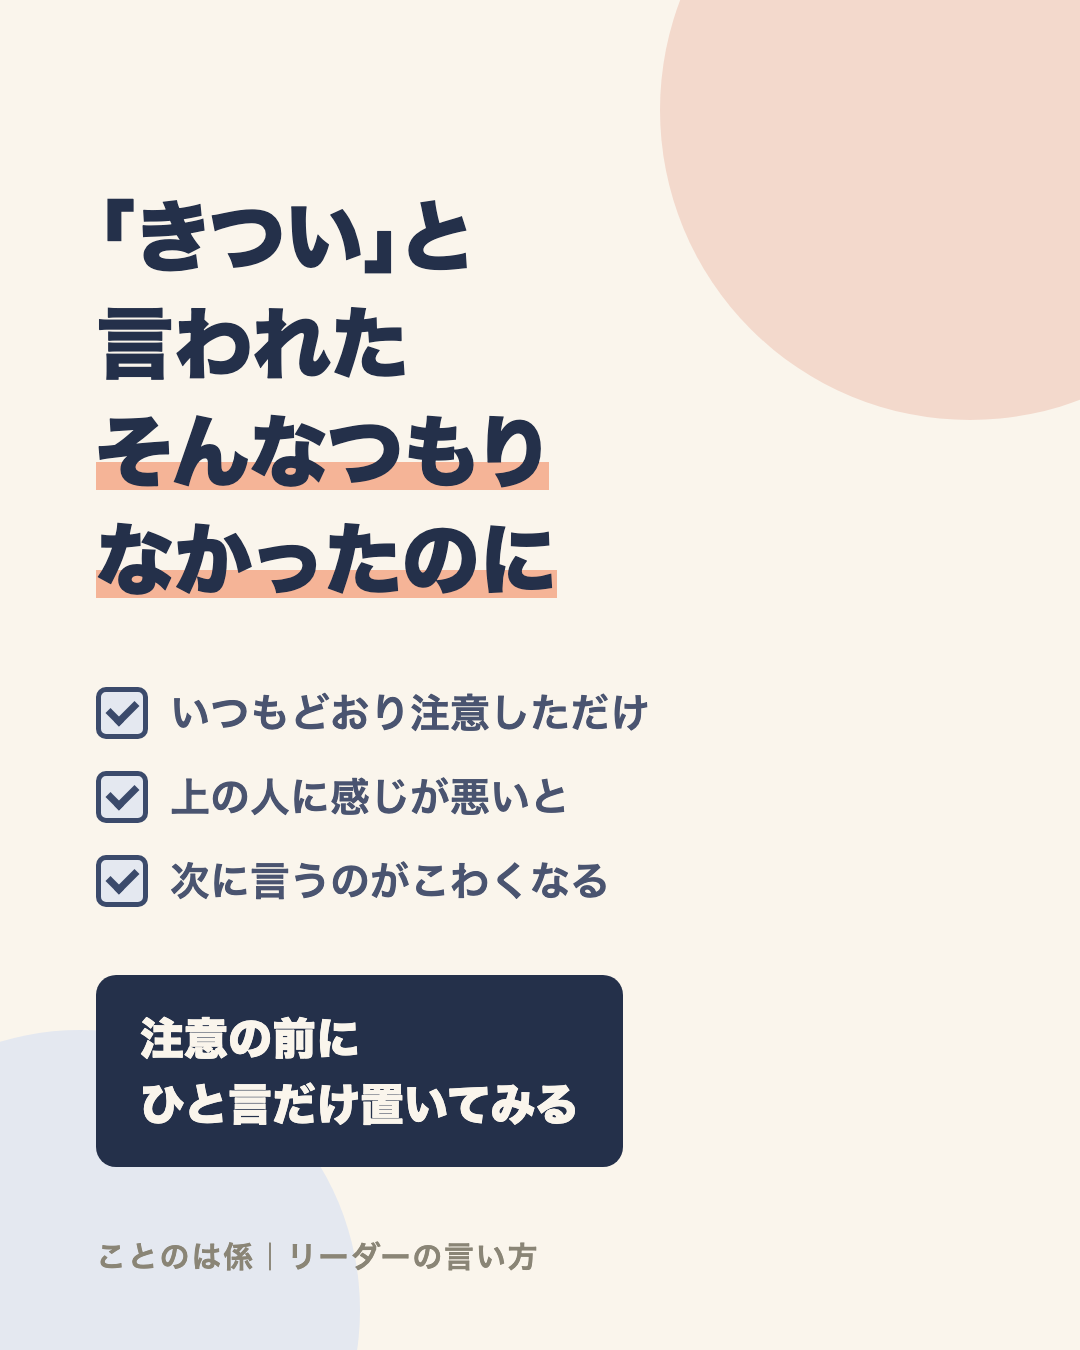 「きつい」と
言われた
そんなつもり
なかったのに
いつもどおり注意しただけ
上の人に感じが悪いと
次に言うのがこわくなる
注意の前に
ひと言だけ置いてみる
ことのは係｜リーダーの言い方